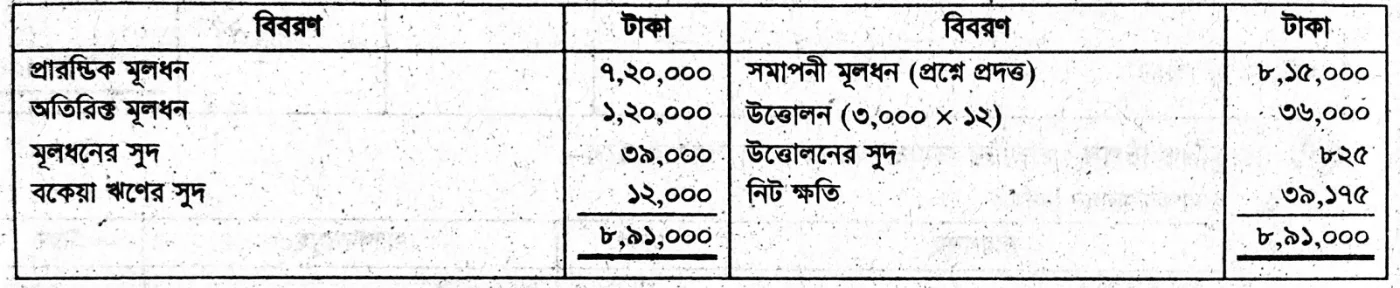 বিবরণ টাকা বিবরণ টাকা
প্রারম্ভিক মূলধন ৭,২০,০০০ সমাপনী মূলধন (প্রশ্নে প্রদত্ত) ৮,১৫,০০০
অতিরিক্ত মূলধন ১,২০,০০০ উত্তোলন (৩,০০০ × ১২) ৩৬,০০০
মূলধনের সুদ ৩৯,০০০ উত্তোলনের সুদ ৮২৫
বকেয়া ঋণের সুদ ১২,০০০ নিট ক্ষতি ৩৯,১৭৫
৮,৯১,০০০ ৮,৯১,০০০